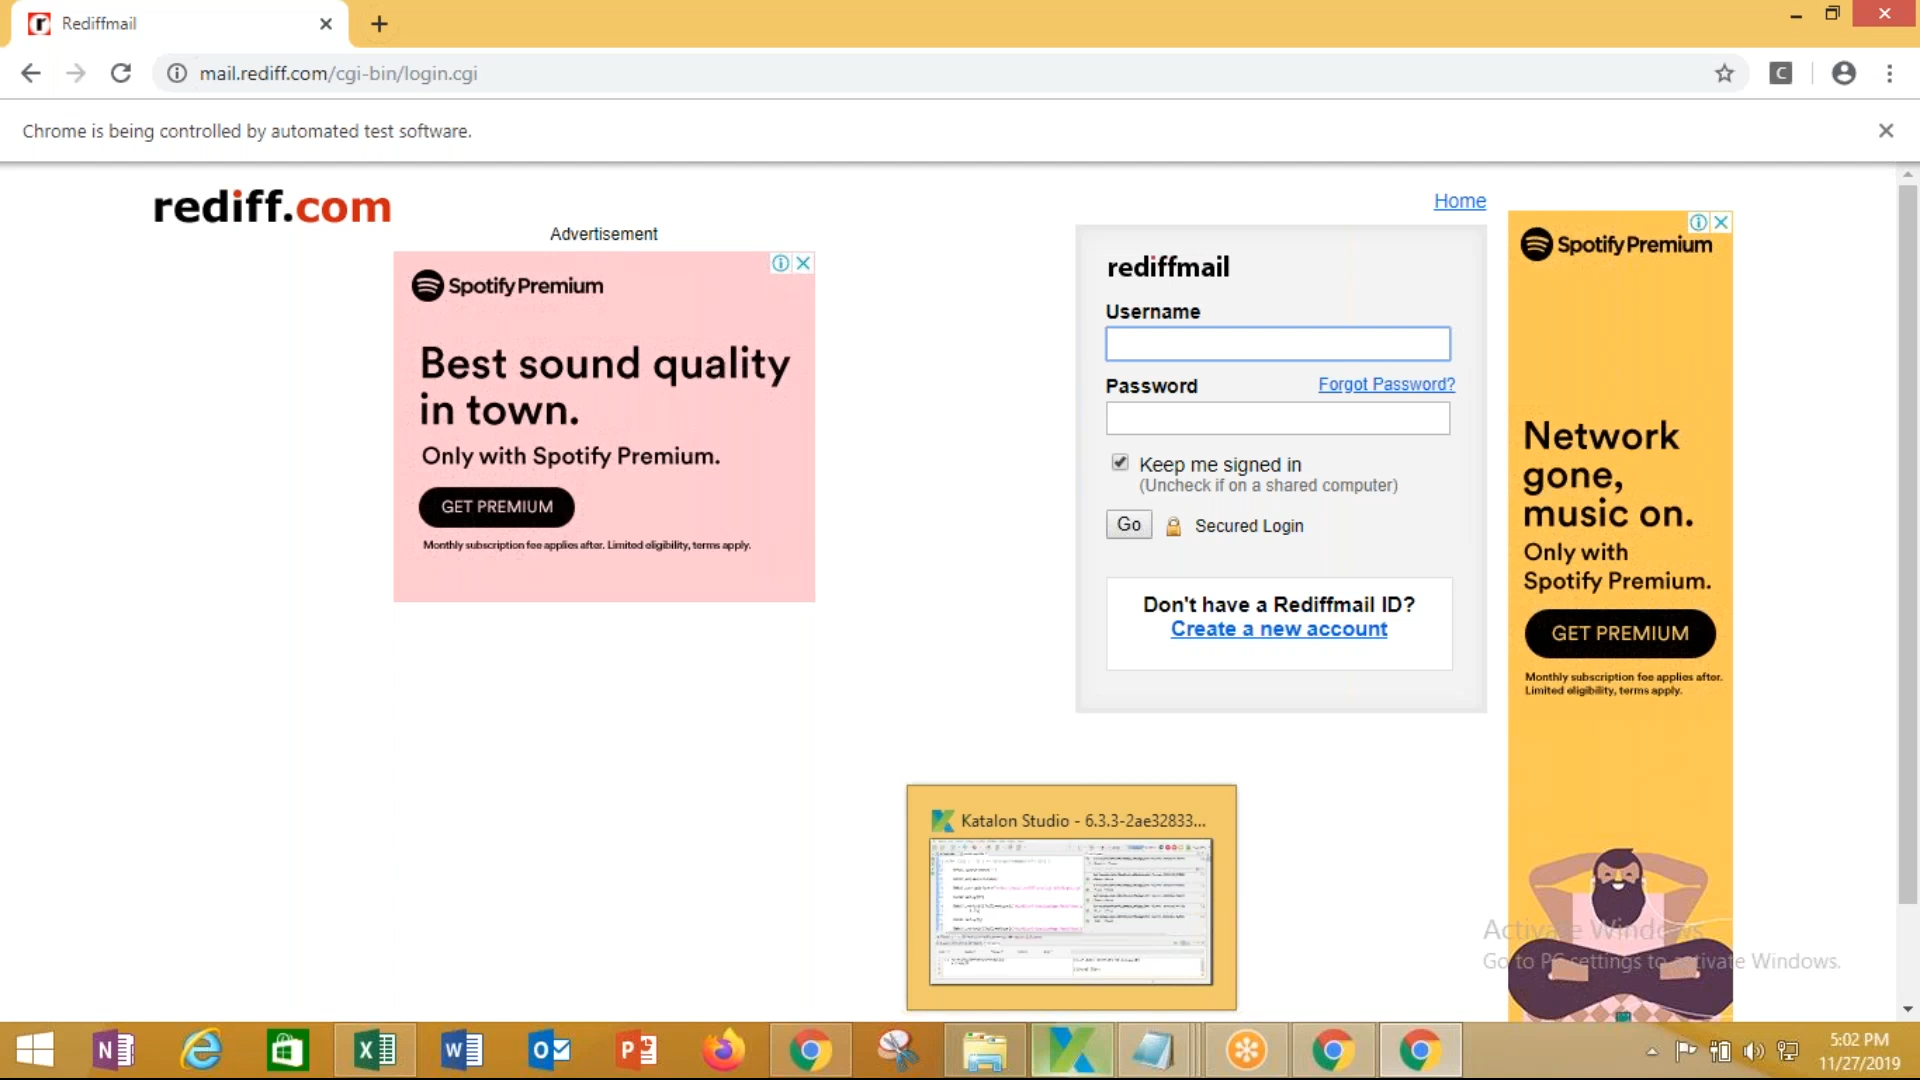 Rediffmail
mail.rediff.com/cgi-bin/login.cgi
C
Chrome is being controlled by automated test software.
rediff.com
Home
Advertisement
Spotify Premium
Best sound quality
in town.
Only with Spotify Premium.
GET PREMIUM
Monthly subscription fee applies after. Limited eligibility, terms apply.
rediffmail
Username
Password
Forgot Password?
Keep me signed in
(Uncheck if on a shared computer)
Go
Secured Login
Don't have a Rediffmail ID?
Create a new account
Spotify Premium
Network
gone,
music on.
Only with
Spotify Premium.
GET PREMIUM
Monthly subscription fee applies after.
Limited eligibility, terms apply.
Katalon Studio - 6.3.3-2ae32833...
Activate Windows
Go to PC settings to activate Windows.
5:02 PM
11/27/2019